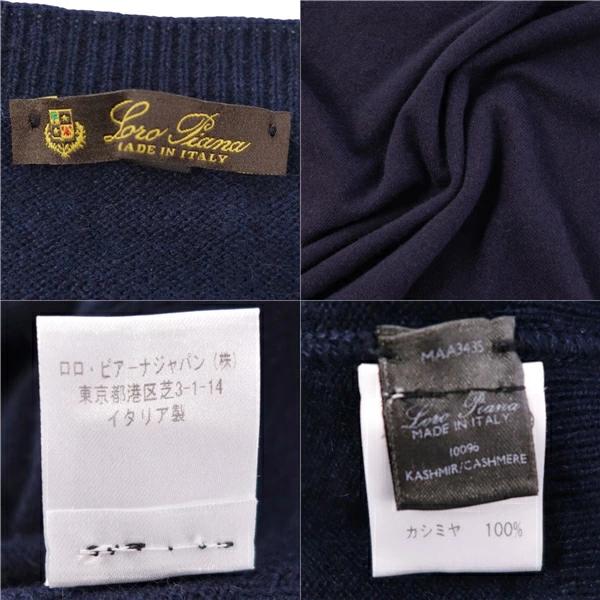 Loro Piana
MADE IN ITALY
ロロ・ピアーナジャパン(株)
東京都港区芝3-1-14
イタリア製
MAA3435
Loro Piana
MADE IN ITALY
100%
KASHMIR/CASHMERE
カシミヤ 100%